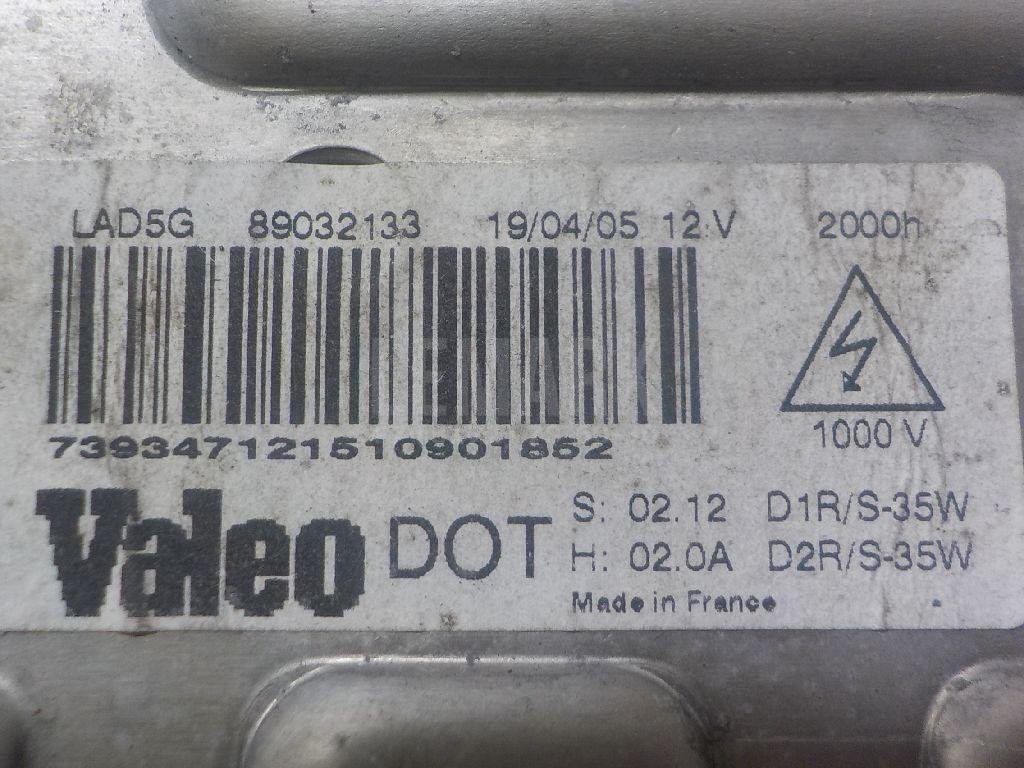 LAD5G 89032133 19/04/05 12 V 2000h
1000 V
739347121510901852
Valeo DOT
S: 02.12 D1R/S-35W
H: 02.0A D2R/S-35W
Made in France